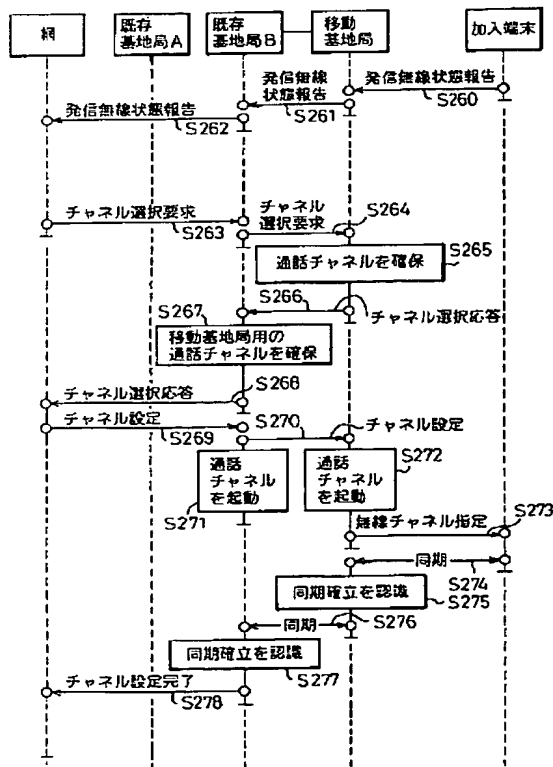 網
既存
基地局A
既存
基地局B
移動
基地局
加入端末
発信無線状態報告
S260
発信無線
状態報告
S261
発信無線状態報告
S262
チャネル選択要求
S263
チャネル
選択要求
S264
通話チャネルを確保
S265
S266
チャネル選択応答
S267
移動基地局用の
通話チャネルを確保
チャネル選択応答
S268
チャネル設定
S269
S270
チャネル設定
通話
チャネル
を起動
S271
通話
チャネル
を起動
S272
無線チャネル指定
S273
同期
S274
同期確立を認識
S275
同期
S276
同期確立を認識
S277
チャネル設定完了
S278